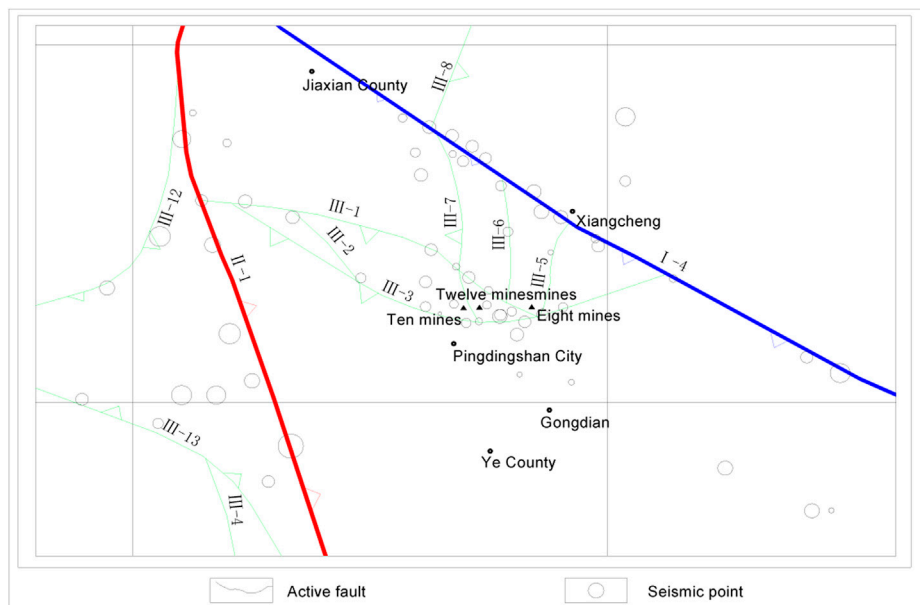 III-8
Jiaxian County
III-12
III-1
III-7
III-6
Xiangcheng
III-2
II-1
III-5
I-4
III-3
Twelve minesmines
Ten mines
Eight mines
Pingdingshan City
Gondian
III-13
Ye County
III-4
Active fault
Seismic point